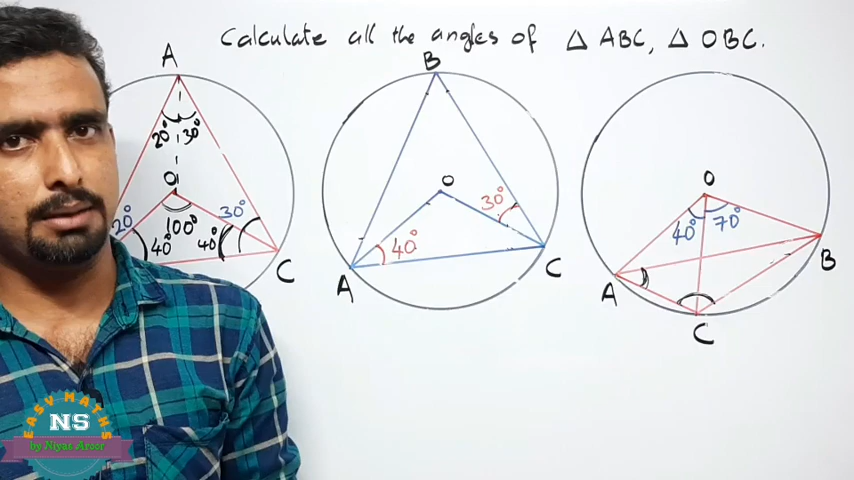 Calculate all the angles of △ ABC, △ OBC.
A
20° 30°
O
20° 100° 30°
40° 40°
C
B
O
30°
40°
A
C
O
40° 70°
A
B
C
EASY MATHS
NS
by Niyas Aroor